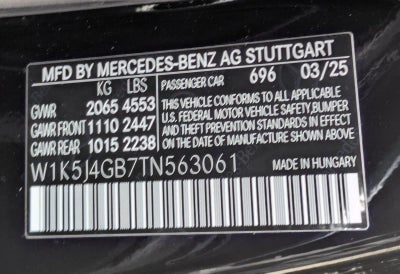 MFD BY MERCEDES-BENZ AG STUTTGART
KG LBS
PASSENGER CAR 696 03/25
GVWR 2065 4553
GAWR FRONT 1110 2447
GAWR REAR 1015 2238
THIS VEHICLE CONFORMS TO ALL APPLICABLE
U.S. FEDERAL MOTOR VEHICLE SAFETY, BUMPER
AND THEFT PREVENTION STANDARDS IN EFFECT
ON THE DATE OF MANUFACTURE SHOWN ABOVE.
W1K5J4GB7TN563061
MADE IN HUNGARY